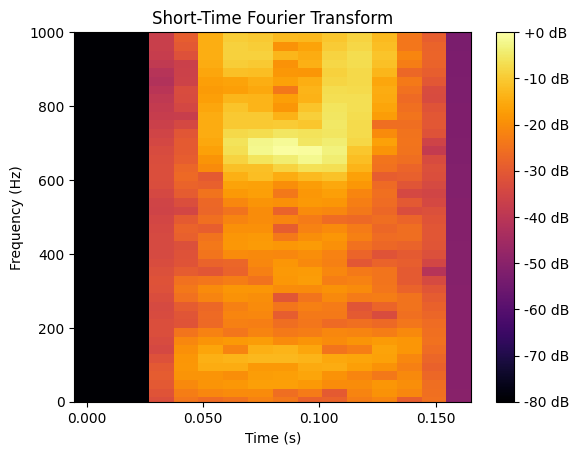 Short-Time Fourier Transform
1000
800
600
400
200
0
Frequency (Hz)
0.000
0.050
0.100
0.150
Time (s)
+0 dB
-10 dB
-20 dB
-30 dB
-40 dB
-50 dB
-60 dB
-70 dB
-80 dB